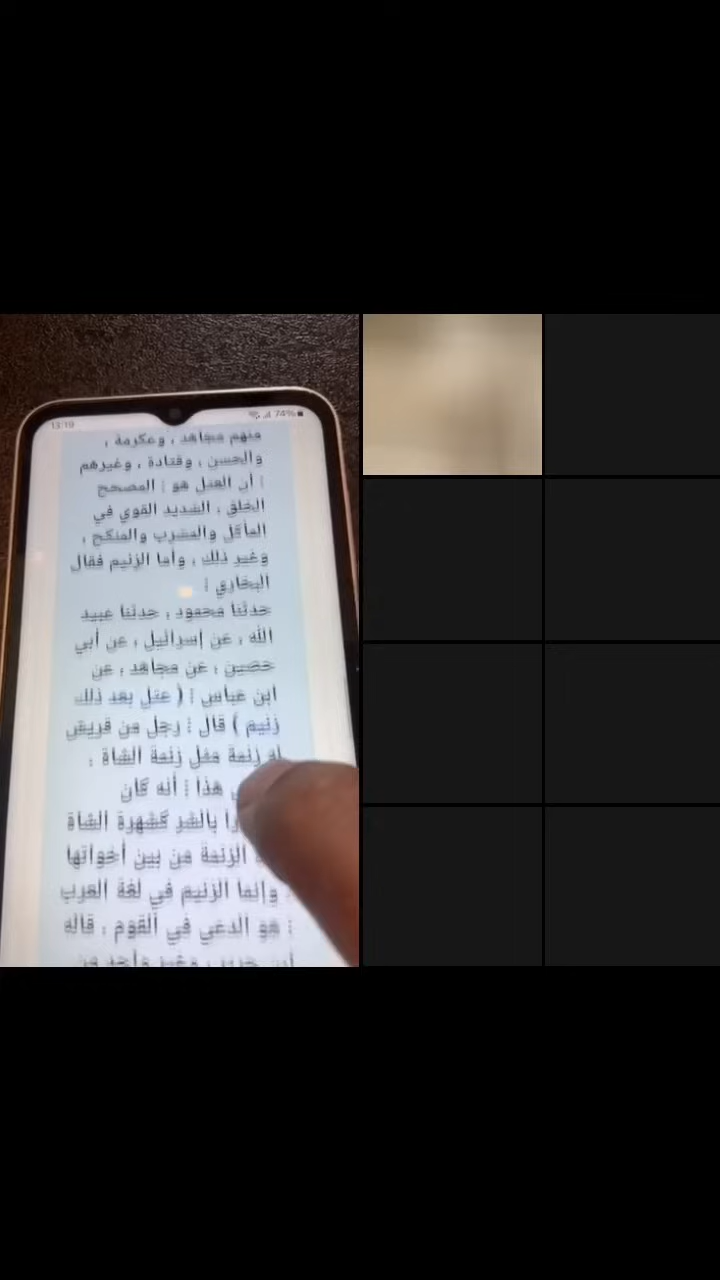 13:19
74%
منهم مجاهد ، وعكرمة ،
والحسن ، وقتادة ، وغيرهم
: أن العتل هو : المصحح
الخلق ، الشديد القوي في
المأكل والمشرب والمنكح ،
وغير ذلك ، وأما الزنيم فقال
البخاري :
حدثنا محمود ، حدثنا عبيد
الله ، عن إسرائيل ، عن أبي
حصين ، عن مجاهد ، عن
ابن عباس : ( عتل بعد ذلك
زنيم ) قال : رجل من قريش
له زنمة مثل زنمة الشاة .
هذا : أنه كان
بالشر كشهرة الشاة
الزنمة من بين أخواتها
. وإنما الزنيم في لغة العرب
: هو الدعي في القوم . قاله